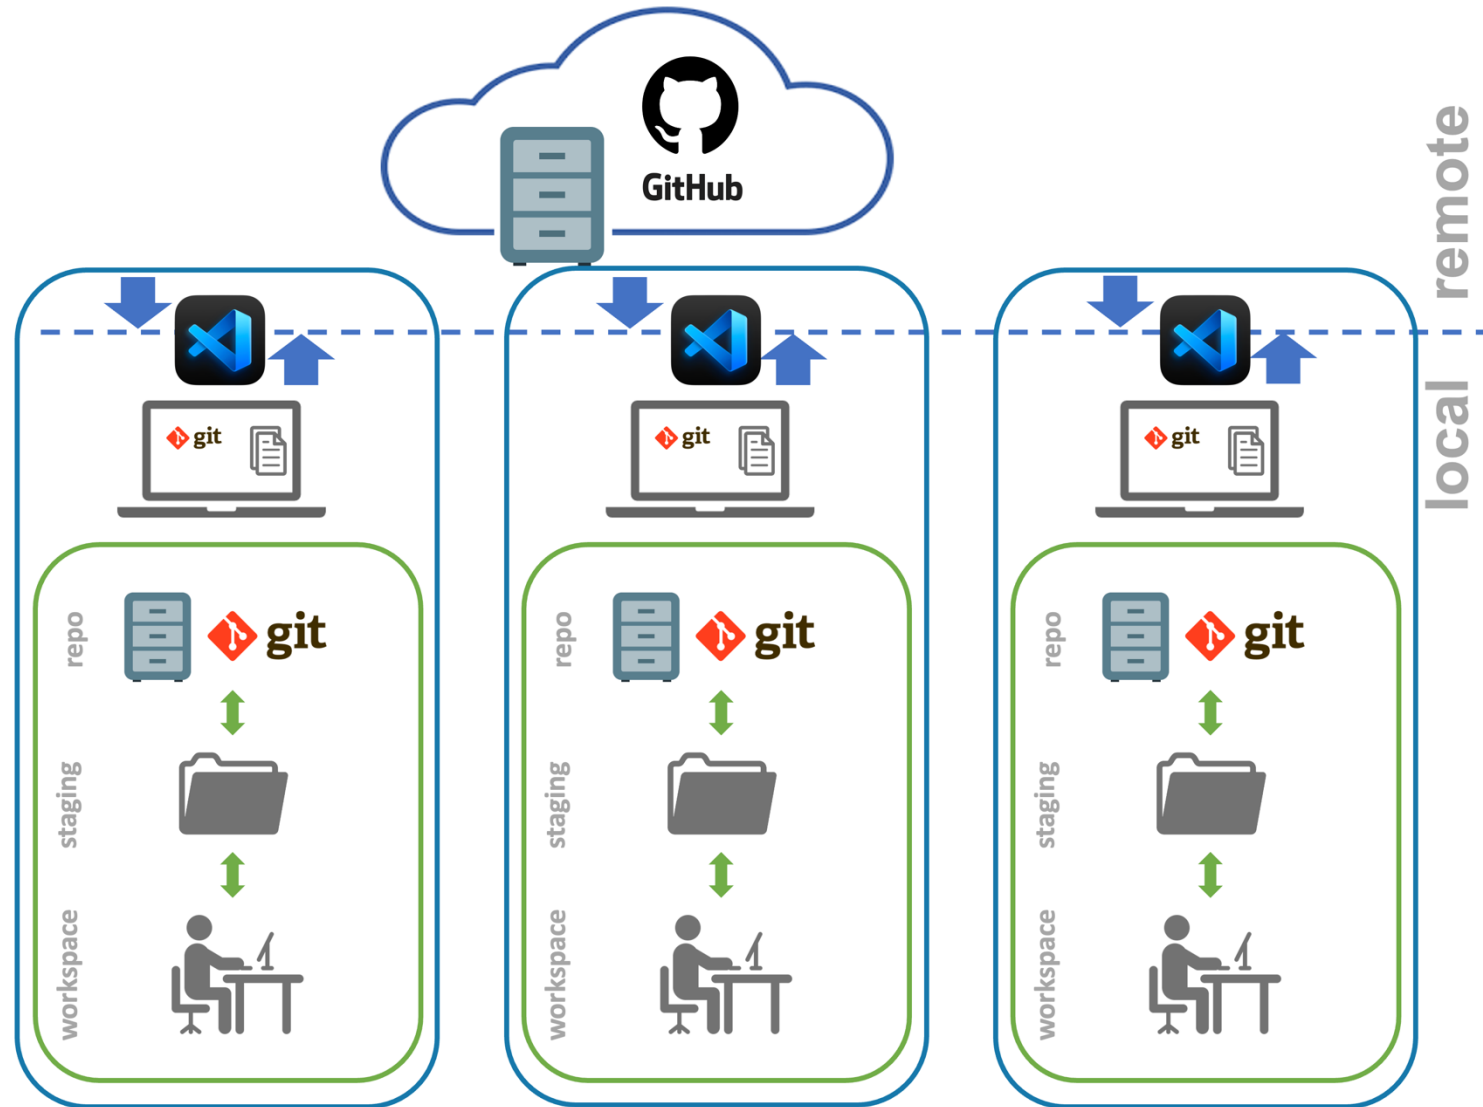 GitHub
remote
local
git
git
git
repo
git
repo
git
repo
git
staging
staging
staging
workspace
workspace
workspace